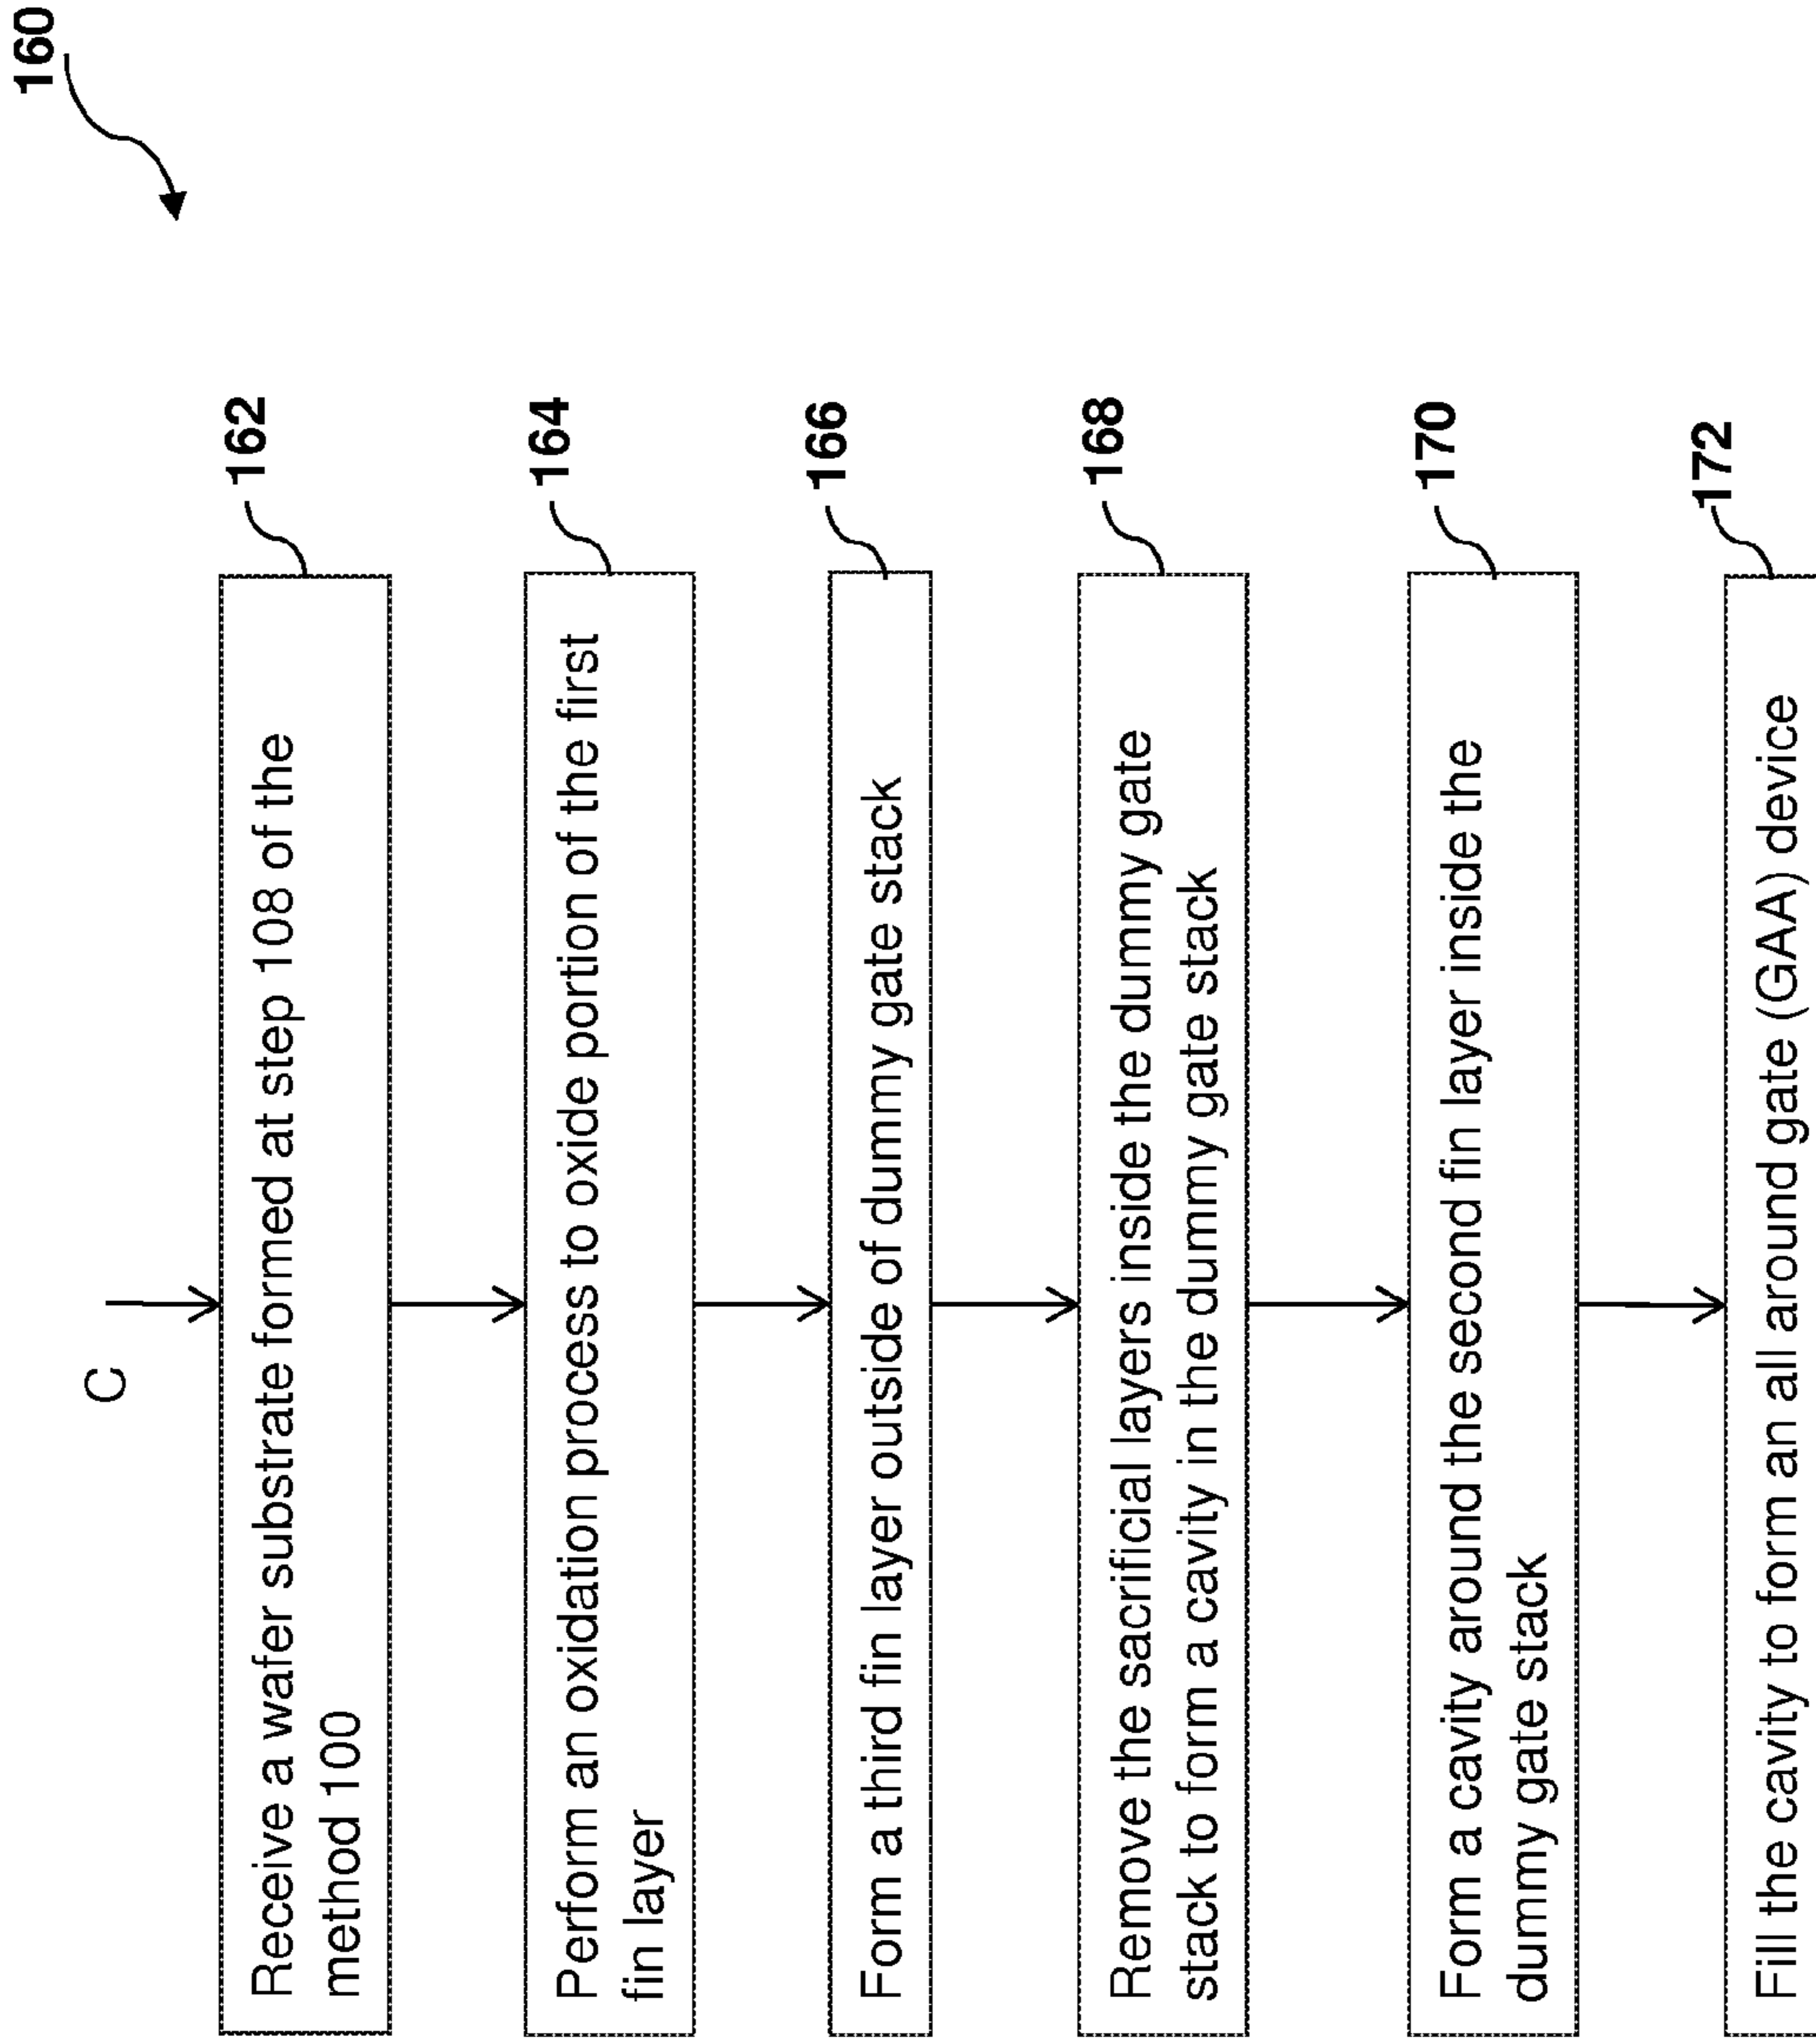 160
C
Receive a wafer substrate formed at step 108 of the
method 100
162
Perform an oxidation process to oxide portion of the first
fin layer
164
Form a third fin layer outside of dummy gate stack
166
Remove the sacrificial layers inside the dummy gate
stack to form a cavity in the dummy gate stack
168
Form a cavity around the second fin layer inside the
dummy gate stack
170
Fill the cavity to form an all around gate (GAA) device
172